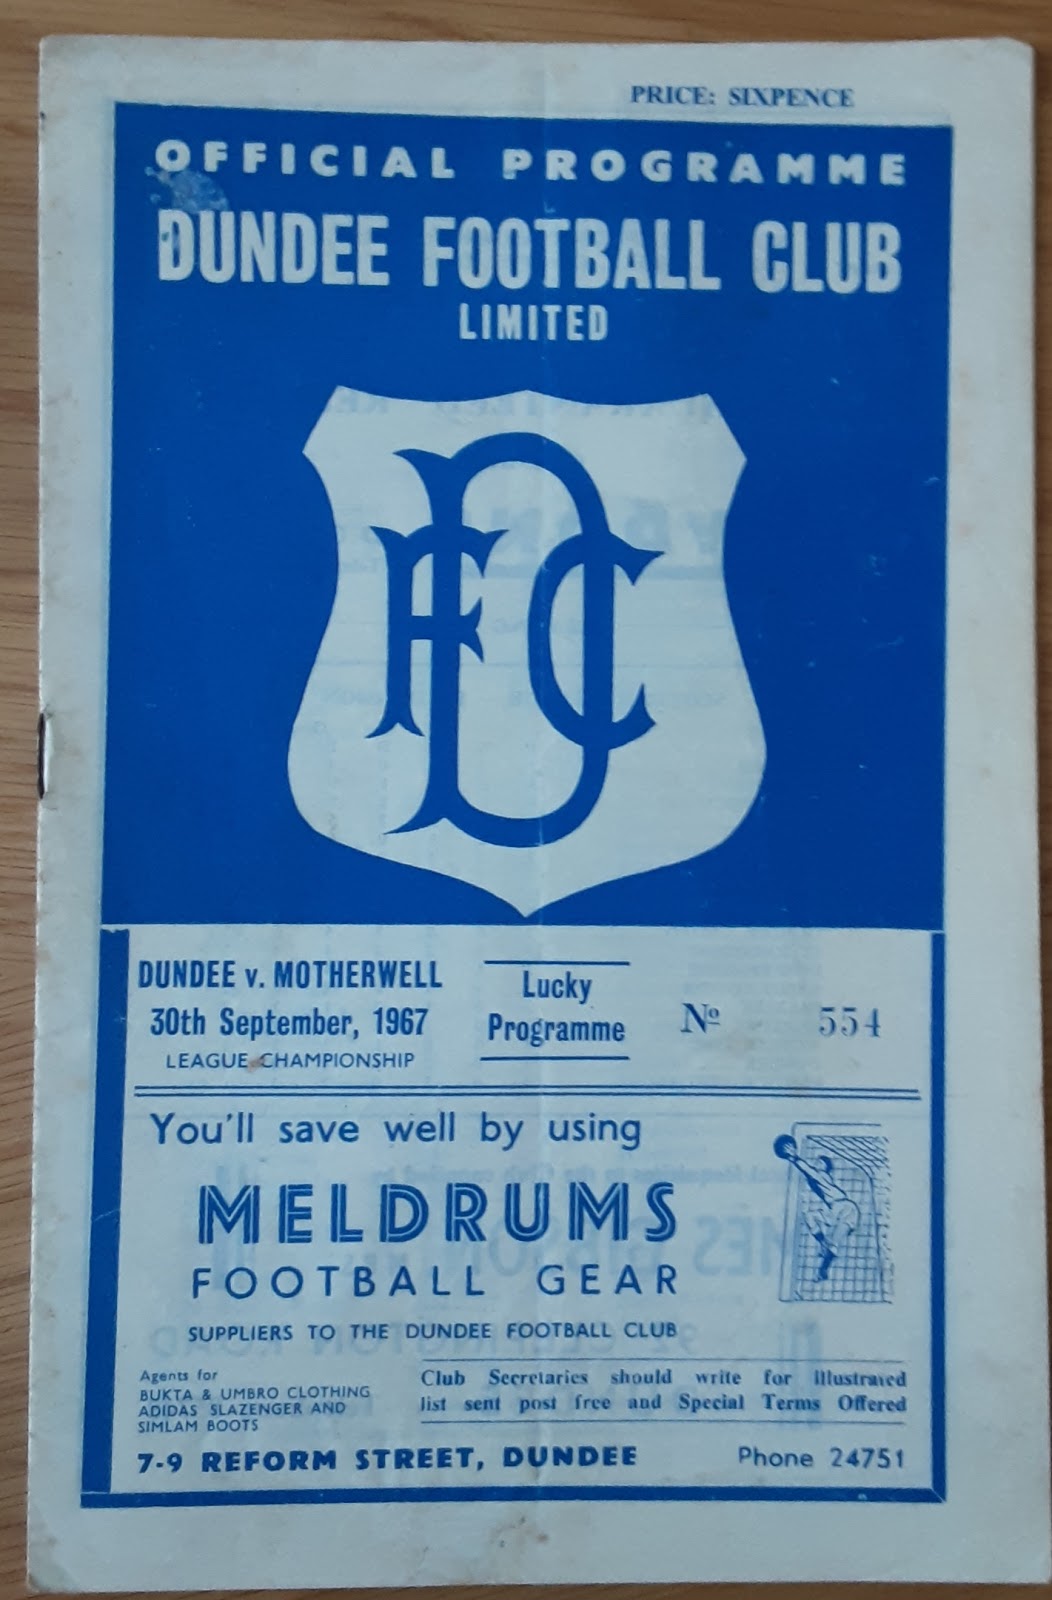 PRICE: SIXPENCE
OFFICIAL PROGRAMME
DUNDEE FOOTBALL CLUB
LIMITED
DFC
DUNDEE v. MOTHERWELL
30th September, 1967
LEAGUE CHAMPIONSHIP
Lucky
Programme
Nº 554
You'll save well by using
MELDRUMS
FOOTBALL GEAR
SUPPLIERS TO THE DUNDEE FOOTBALL CLUB
Agents for
BUKTA & UMBRO CLOTHING
ADIDAS SLAZENGER AND
SIMLAM BOOTS
Club Secretaries should write for Illustrated
list sent post free and Special Terms Offered
7-9 REFORM STREET, DUNDEE
Phone 24751